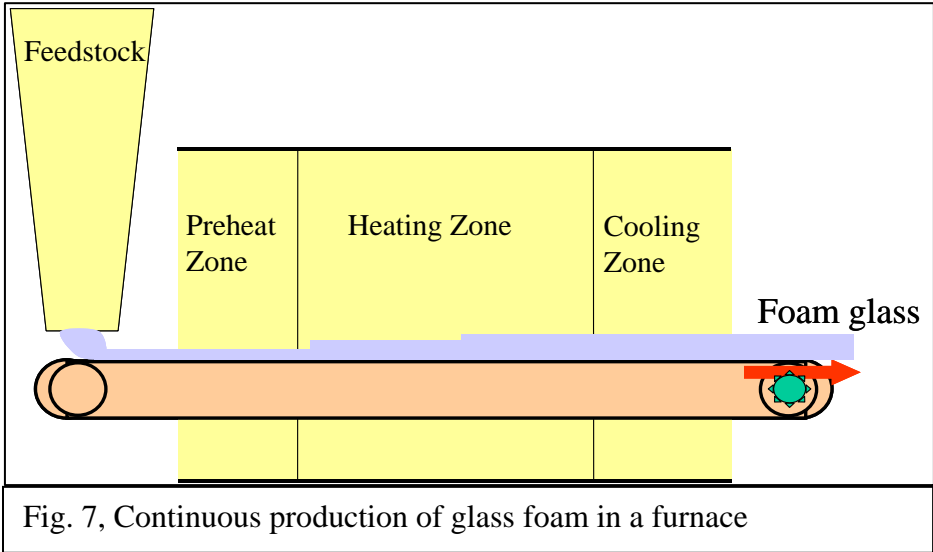 Feedstock
Preheat
Zone
Heating Zone
Cooling
Zone
Foam glass
Fig. 7, Continuous production of glass foam in a furnace